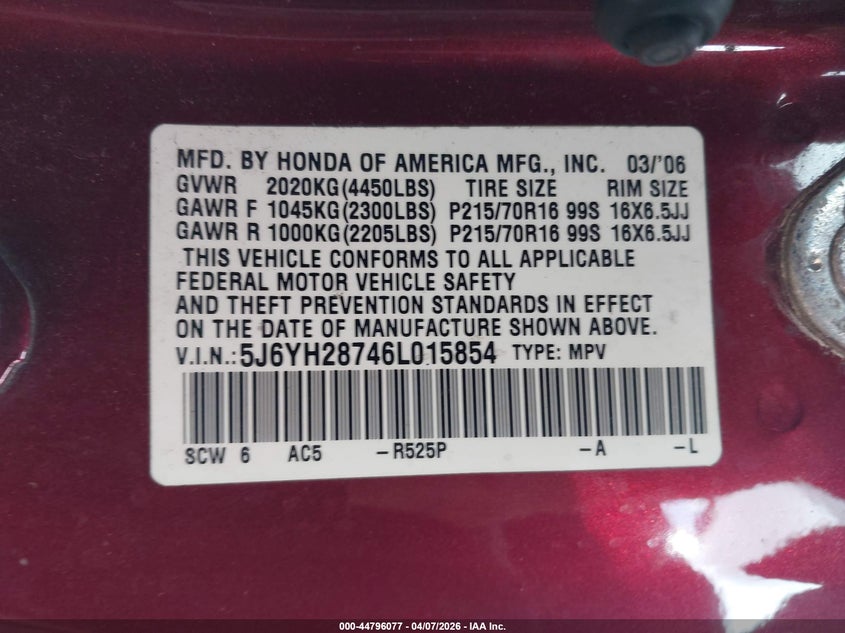 MFD. BY HONDA OF AMERICA MFG., INC. 03/'06
GVWR 2020KG(4450LBS) TIRE SIZE RIM SIZE
GAWR F 1045KG(2300LBS) P215/70R16 99S 16X6.5JJ
GAWR R 1000KG(2205LBS) P215/70R16 99S 16X6.5JJ
THIS VEHICLE CONFORMS TO ALL APPLICABLE
FEDERAL MOTOR VEHICLE SAFETY
AND THEFT PREVENTION STANDARDS IN EFFECT
ON THE DATE OF MANUFACTURE SHOWN ABOVE.
V.I.N.:5J6YH28746L015854 TYPE: MPV
SCW 6 AC5 -R525P -A -L
000-44796077 - 04/07/2026 - IAA Inc.